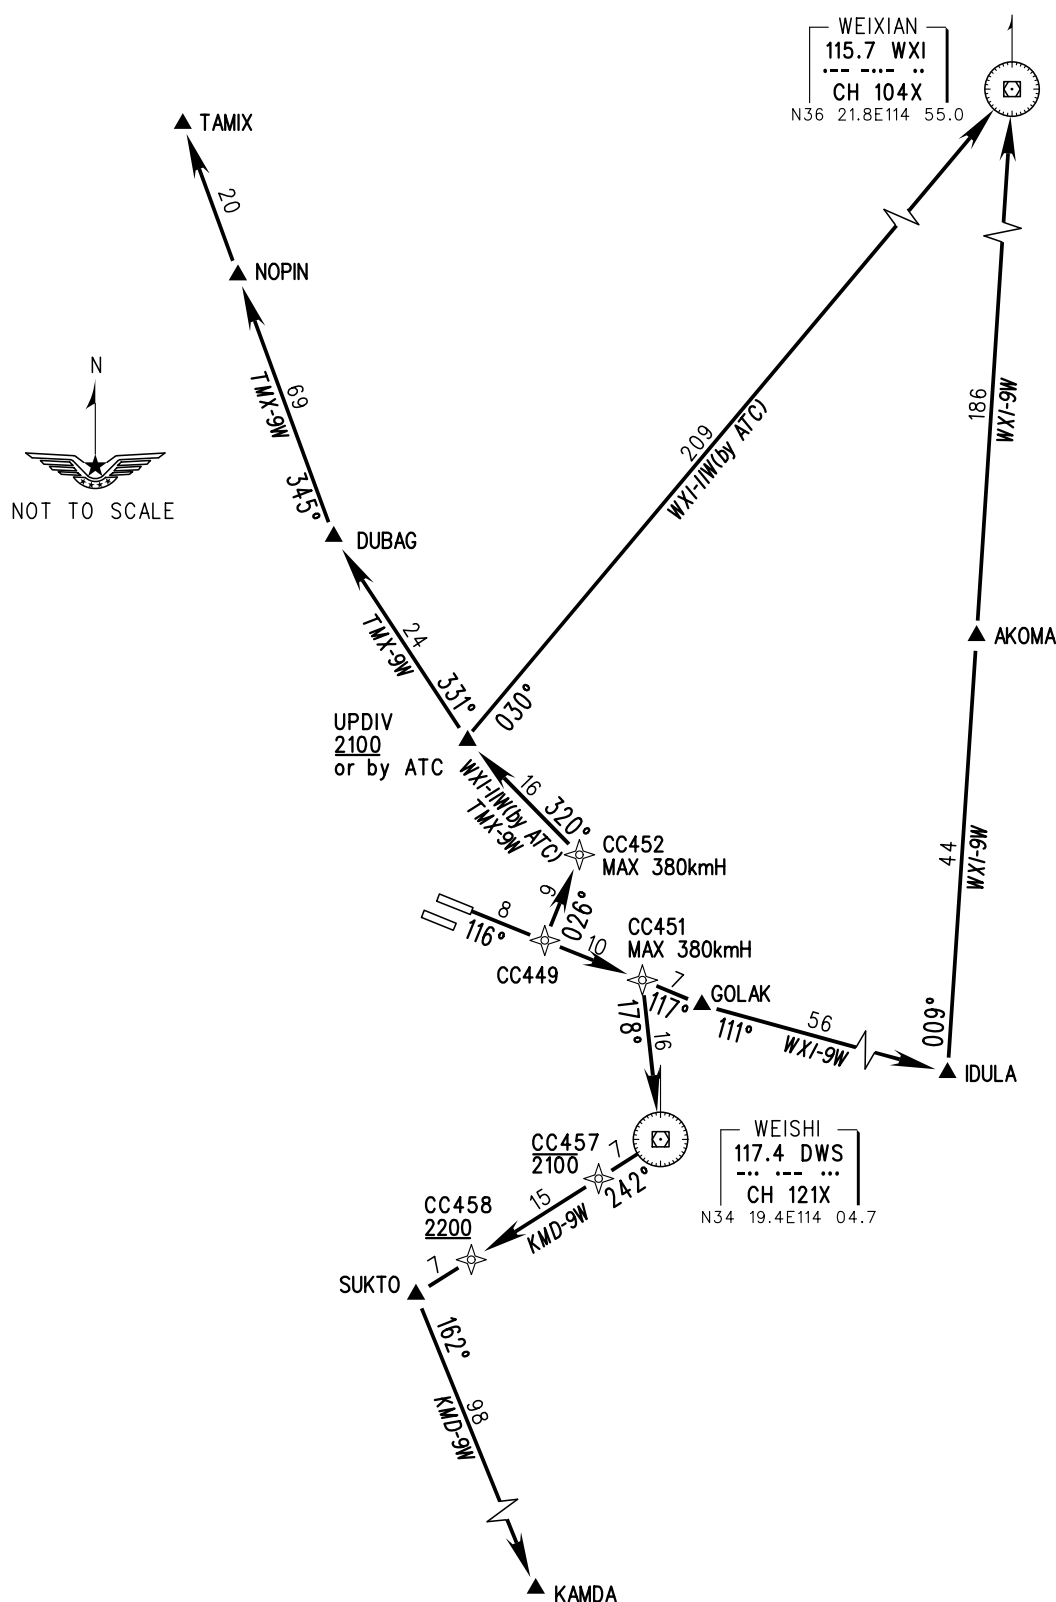 WEIXIAN
115.7 WXI
·-- -··- ··
CH 104X
N36 21.8E114 55.0
TAMIX
20
NOPIN
N
NOT TO SCALE
69
TMX-9W
345°
DUBAG
209
WXI-11W(by ATC)
186
WXI-9W
24
TMX-9W
331°
030°
AKOMA
UPDIV
2100
or by ATC
16
320°
WXI-11W(by ATC)
TMX-9W
CC452
MAX 380kmH
44
WXI-9W
9
026°
8
116°
CC449
10
CC451
MAX 380kmH
7
117°
GOLAK
111°
56
WXI-9W
009°
IDULA
178°
16
WEISHI
117.4 DWS
-·· ·-- ···
CH 121X
N34 19.4E114 04.7
CC457
2100
7
242°
15
KMD-9W
CC458
2200
7
SUKTO
162°
98
KMD-9W
KAMDA